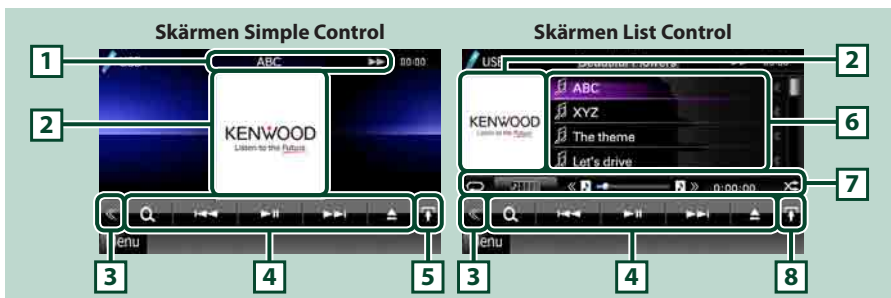 Skärmen Simple Control
Skärmen List Control
1
USB
ABC
00:00
2
KENWOOD
Listen to the Future
3
4
5
Menu
USB
Beautiful Flowers
2
KENWOOD
Listen to the Future
ABC
XYZ
The theme
Let's drive
6
0:00:00
7
3
4
8
Menu